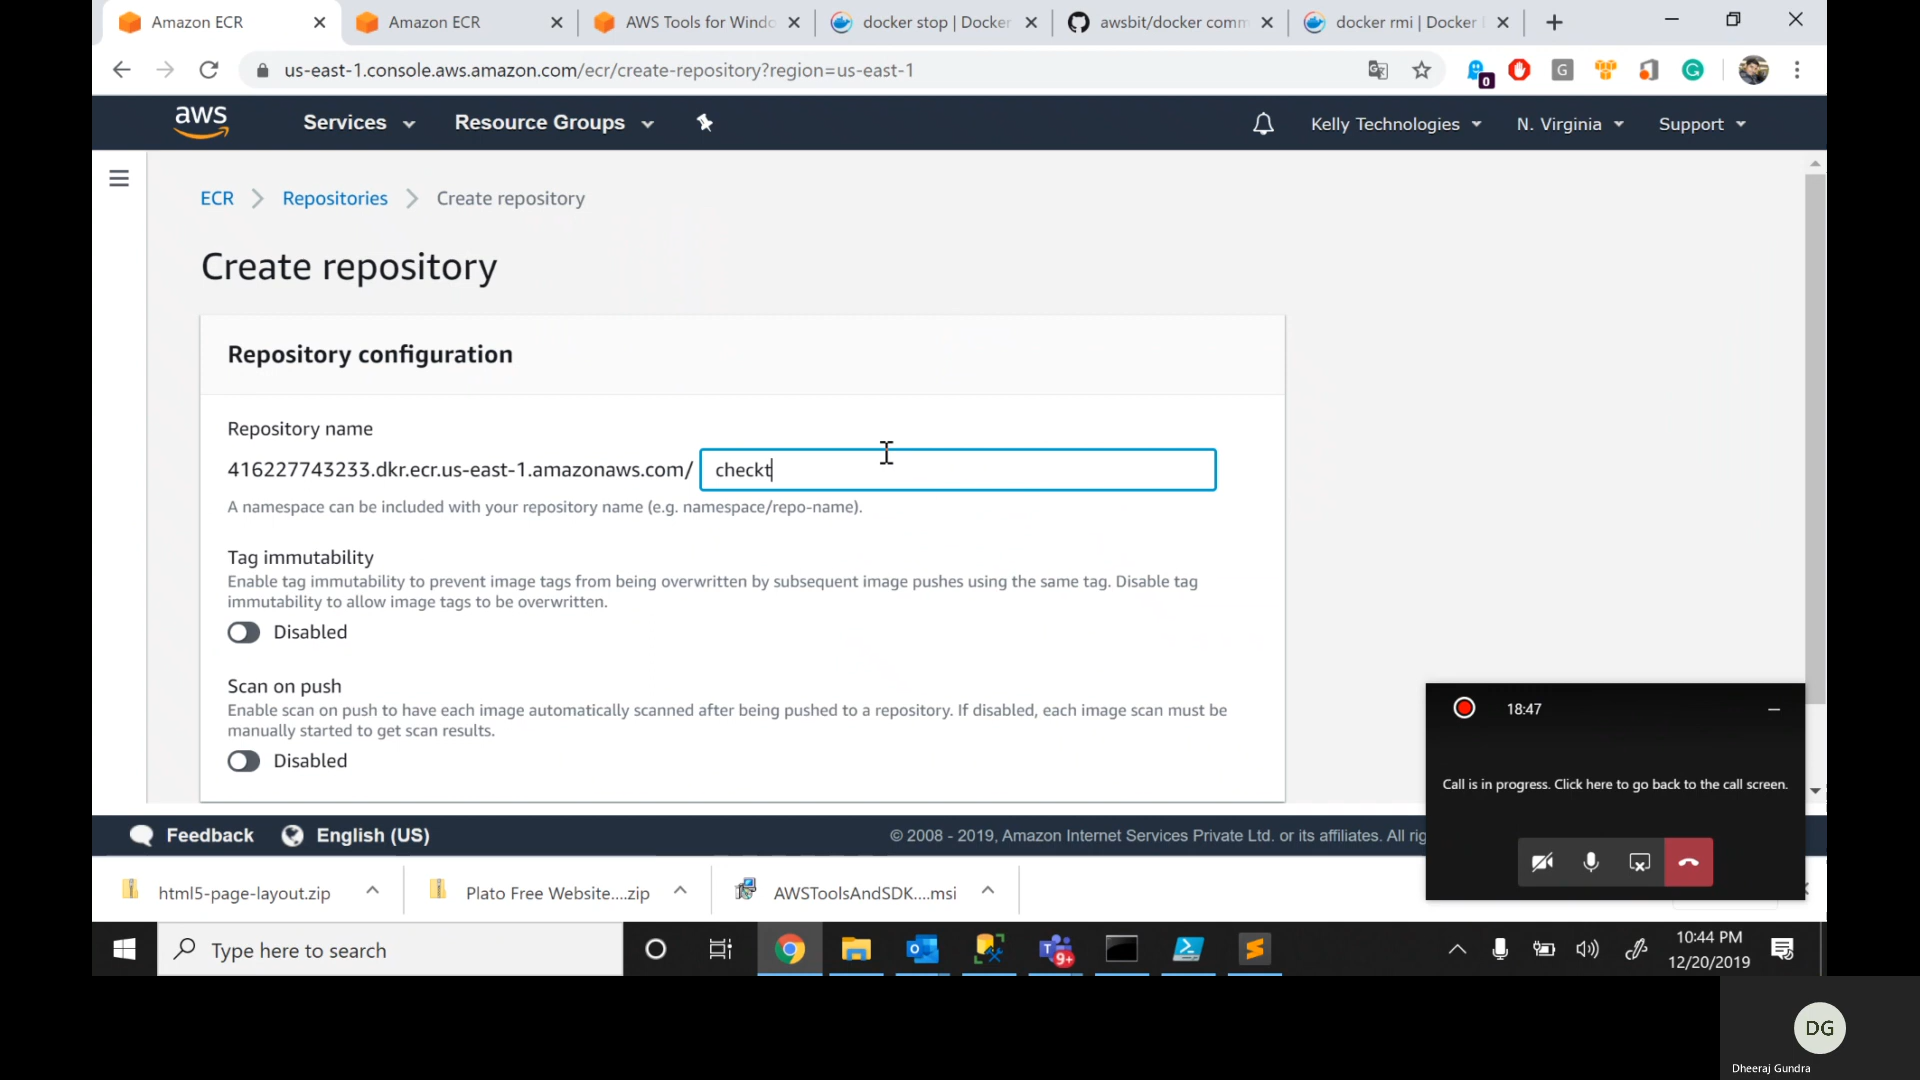 Amazon ECR
Amazon ECR
AWS Tools for Windo
docker stop | Docker
awsbit/docker comm
docker rmi | Docker
us-east-1.console.aws.amazon.com/ecr/create-repository?region=us-east-1
G
0
aws
Services
Resource Groups
Kelly Technologies
N. Virginia
Support
ECR
Repositories
Create repository
Create repository
Repository configuration
Repository name
416227743233.dkr.ecr.us-east-1.amazonaws.com/ checkt
A namespace can be included with your repository name (e.g. namespace/repo-name).
Tag immutability
Enable tag immutability to prevent image tags from being overwritten by subsequent image pushes using the same tag. Disable tag
immutability to allow image tags to be overwritten.
Disabled
Scan on push
Enable scan on push to have each image automatically scanned after being pushed to a repository. If disabled, each image scan must be
manually started to get scan results.
Disabled
18:47
Call is in progress. Click here to go back to the call screen.
Feedback
English (US)
© 2008 - 2019, Amazon Internet Services Private Ltd. or its affiliates. All rig
html5-page-layout.zip
Plato Free Website....zip
AWSToolsAndSDK....msi
Type here to search
9+
10:44 PM
12/20/2019
DG
Dheeraj Gundra